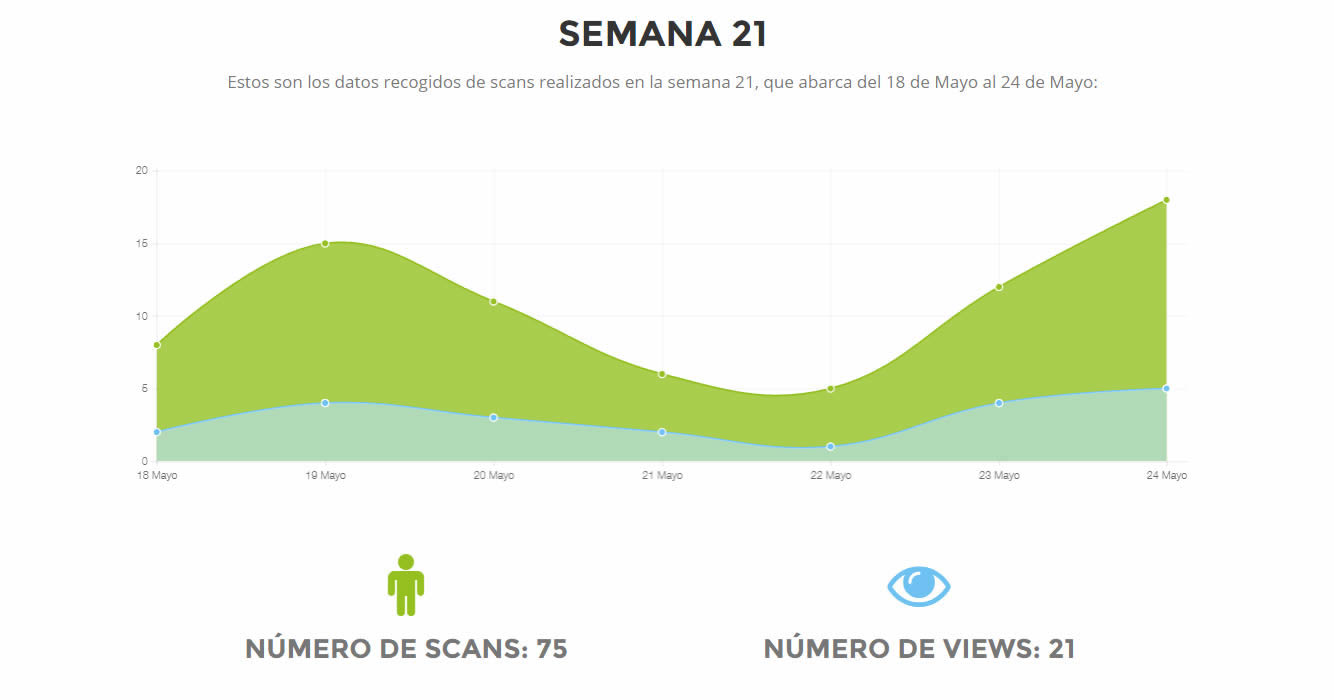 SEMANA 21
Estos son los datos recogidos de scans realizados en la semana 21, que abarca del 18 de Mayo al 24 de Mayo:
20
15
10
5
0
18 Mayo 19 Mayo 20 Mayo 21 Mayo 22 Mayo 23 Mayo 24 Mayo
NÚMERO DE SCANS: 75 NÚMERO DE VIEWS: 21